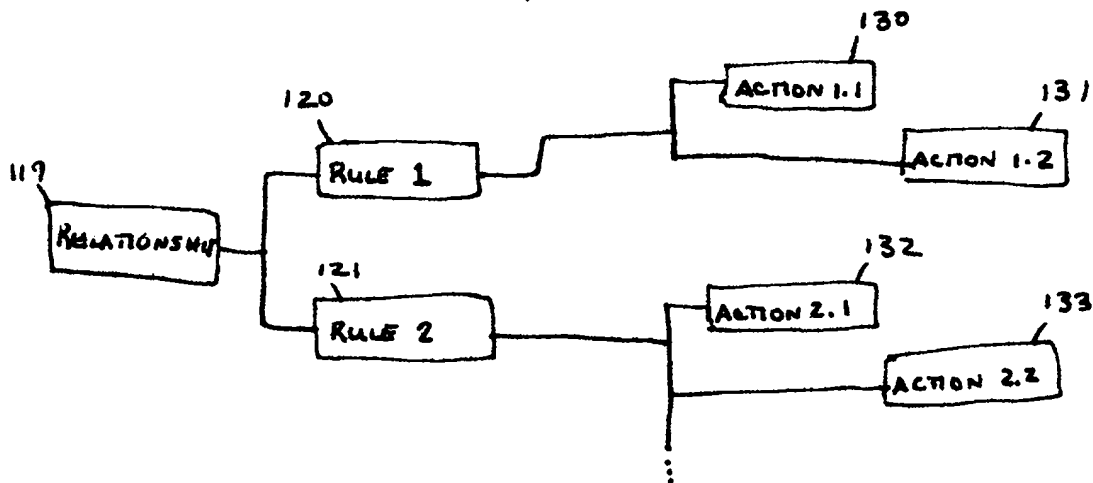 130
ACTION 1.1
131
120
ACTION 1.2
RULE 1
119
RELATIONSHIP
132
121
ACTION 2.1
133
RULE 2
ACTION 2.2